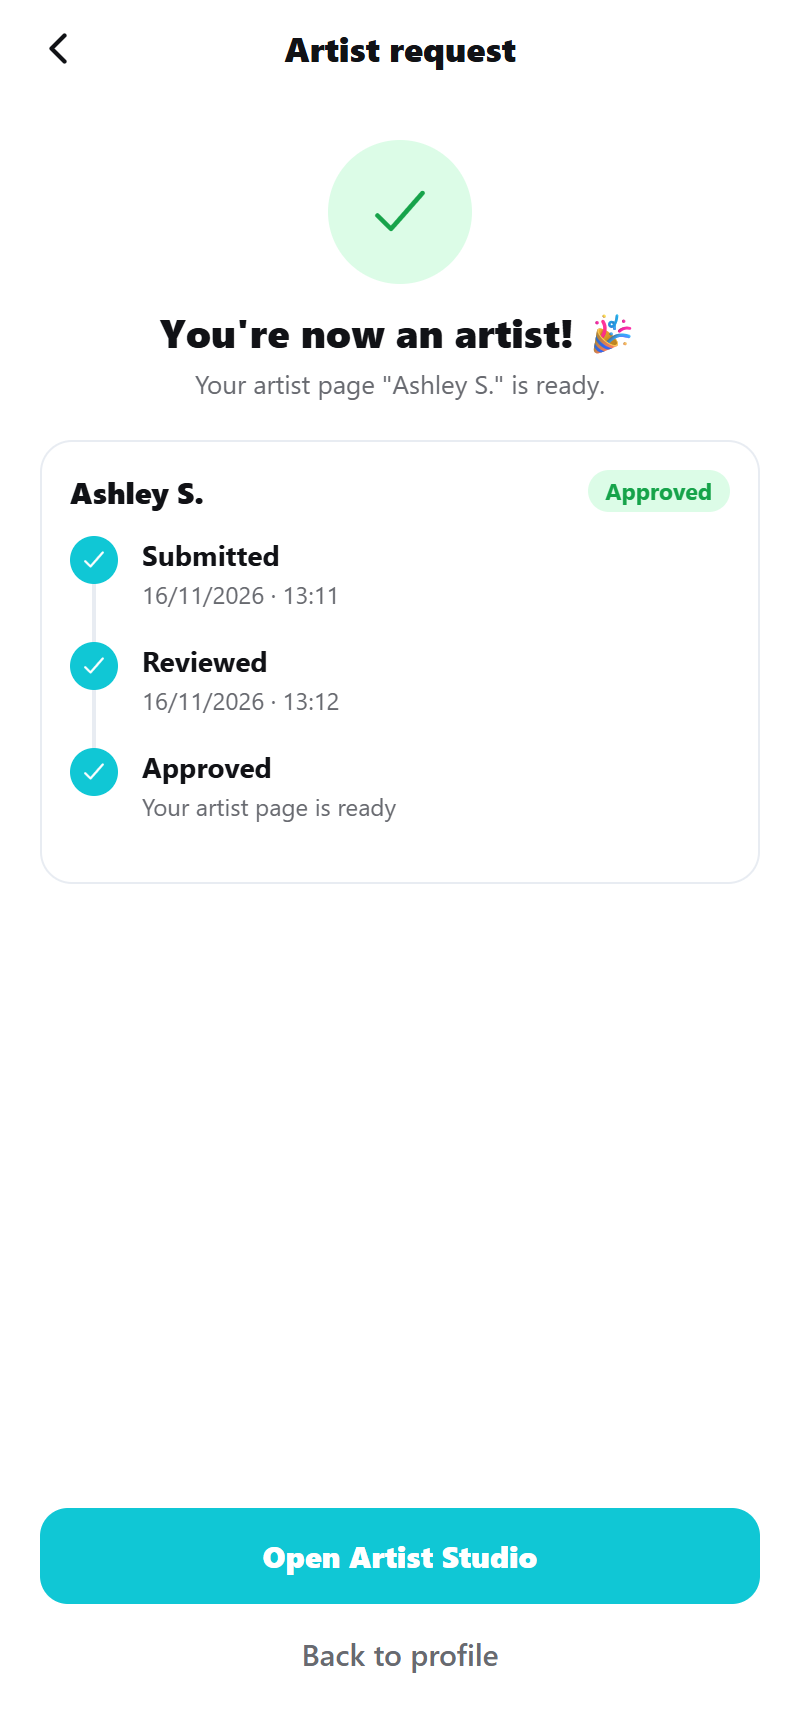 Artist request
You're now an artist! 🎉
Your artist page "Ashley S." is ready.
Ashley S.
Approved
Submitted
16/11/2026 · 13:11
Reviewed
16/11/2026 · 13:12
Approved
Your artist page is ready
Open Artist Studio
Back to profile